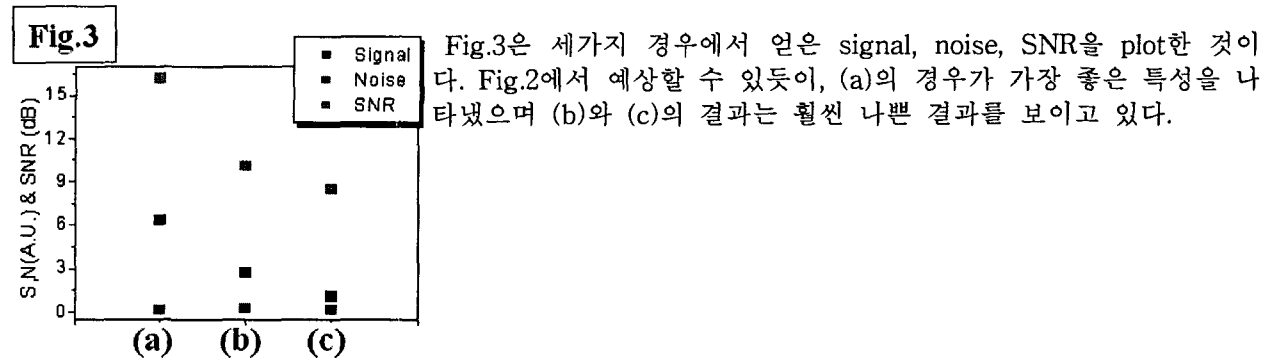 Fig.3
Signal
Noise
SNR
Fig.3은 세가지 경우에서 얻은 signal, noise, SNR을 plot한 것이
다. Fig.2에서 예상할 수 있듯이, (a)의 경우가 가장 좋은 특성을 나
타냈으며 (b)와 (c)의 결과는 훨씬 나쁜 결과를 보이고 있다.
S,N(A.U.) & SNR (dB)
15
12
9
6
3
0
(a) (b) (c)